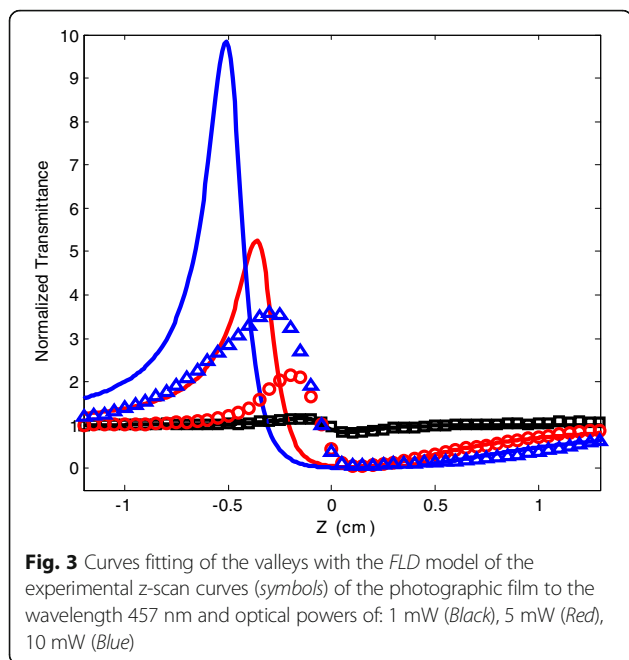 10
9
8
7
6
5
4
3
2
1
0
Normalized Transmittance
-1
-0.5
0
0.5
1
Z (cm)
Fig. 3 Curves fitting of the valleys with the FLD model of the
experimental z-scan curves (symbols) of the photographic film to the
wavelength 457 nm and optical powers of: 1 mW (Black), 5 mW (Red),
10 mW (Blue)